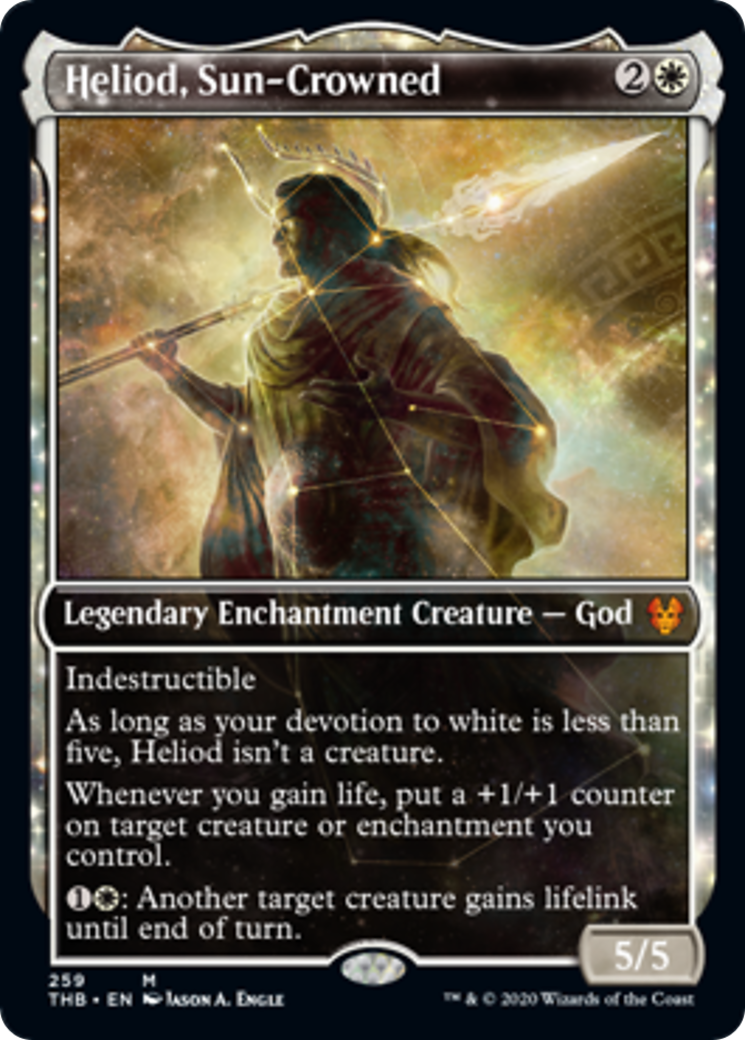 Heliod, Sun-Crowned 2
Legendary Enchantment Creature — God
Indestructible
As long as your devotion to white is less than
five, Heliod isn't a creature.
Whenever you gain life, put a +1/+1 counter
on target creature or enchantment you
control.
1: Another target creature gains lifelink
until end of turn.
5/5
259 M
THB • EN Jason A. Engle ™ & © 2020 Wizards of the Coast